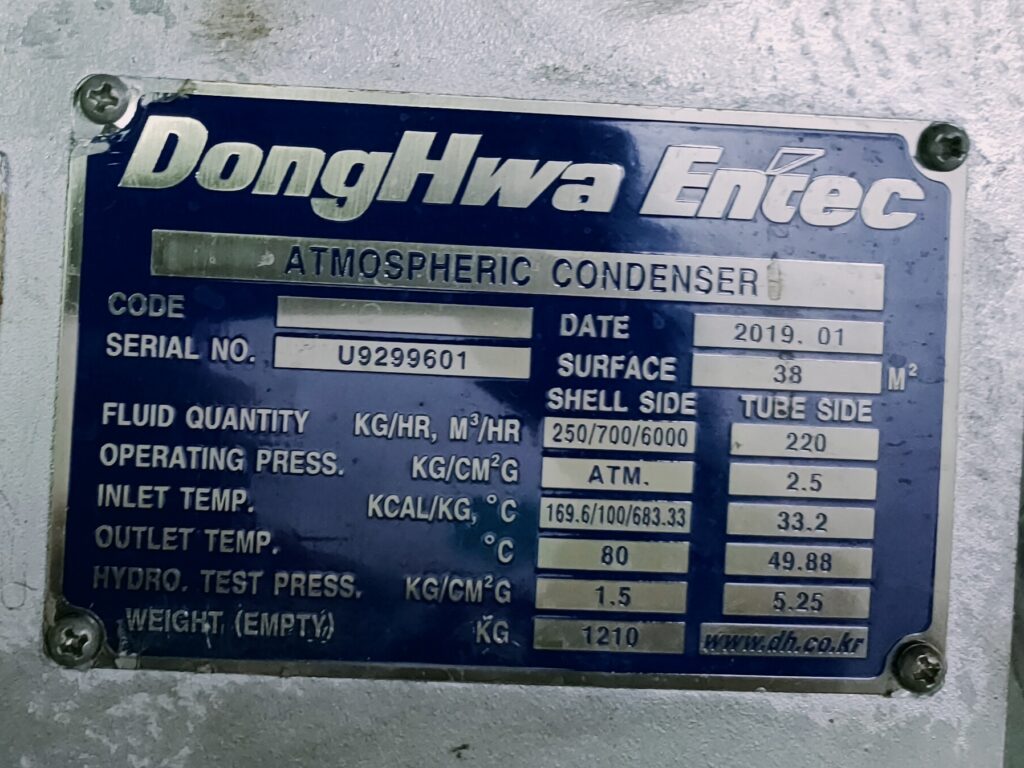 DongHwa Entec
ATMOSPHERIC CONDENSER
CODE
DATE 2019. 01
SERIAL NO. U9299601
SURFACE 38 M²
SHELL SIDE TUBE SIDE
FLUID QUANTITY KG/HR, M³/HR 250/700/6000 220
OPERATING PRESS. KG/CM²G ATM. 2.5
INLET TEMP. KCAL/KG, °C 169.6/100/683.33 33.2
OUTLET TEMP. °C 80 49.88
HYDRO. TEST PRESS. KG/CM²G 1.5 5.25
WEIGHT (EMPTY) KG 1210 www.dh.co.kr